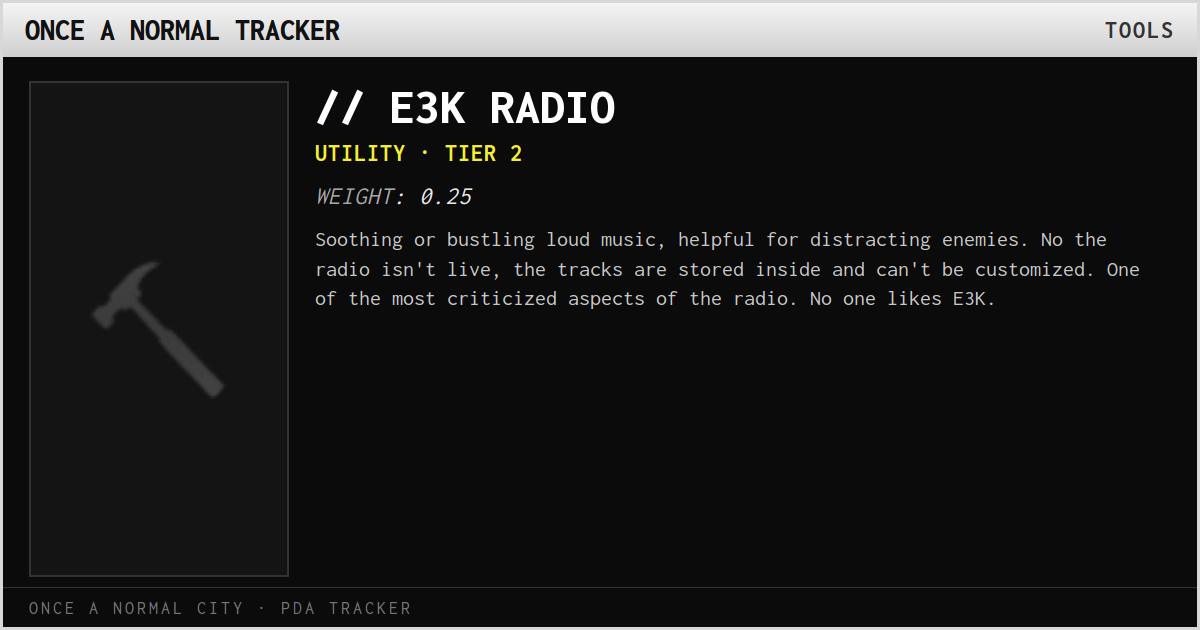 ONCE A NORMAL TRACKER
TOOLS
// E3K RADIO
UTILITY · TIER 2
WEIGHT: 0.25
Soothing or bustling loud music, helpful for distracting enemies. No the
radio isn't live, the tracks are stored inside and can't be customized. One
of the most criticized aspects of the radio. No one likes E3K.
ONCE A NORMAL CITY · PDA TRACKER